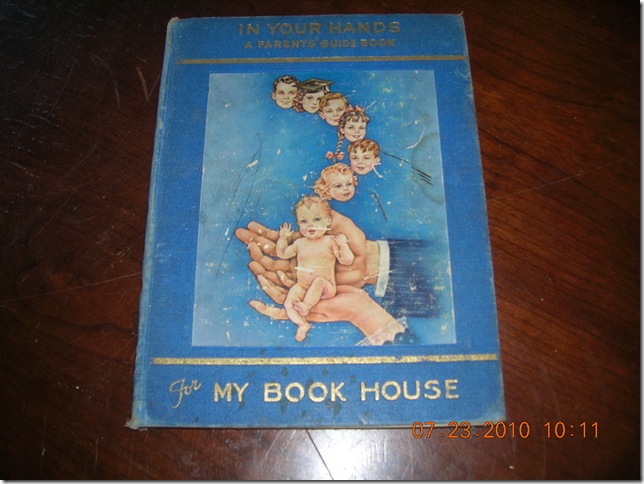 IN YOUR HANDS
A PARENTS' GUIDE BOOK
For MY BOOK HOUSE
07.23.2010 10:11